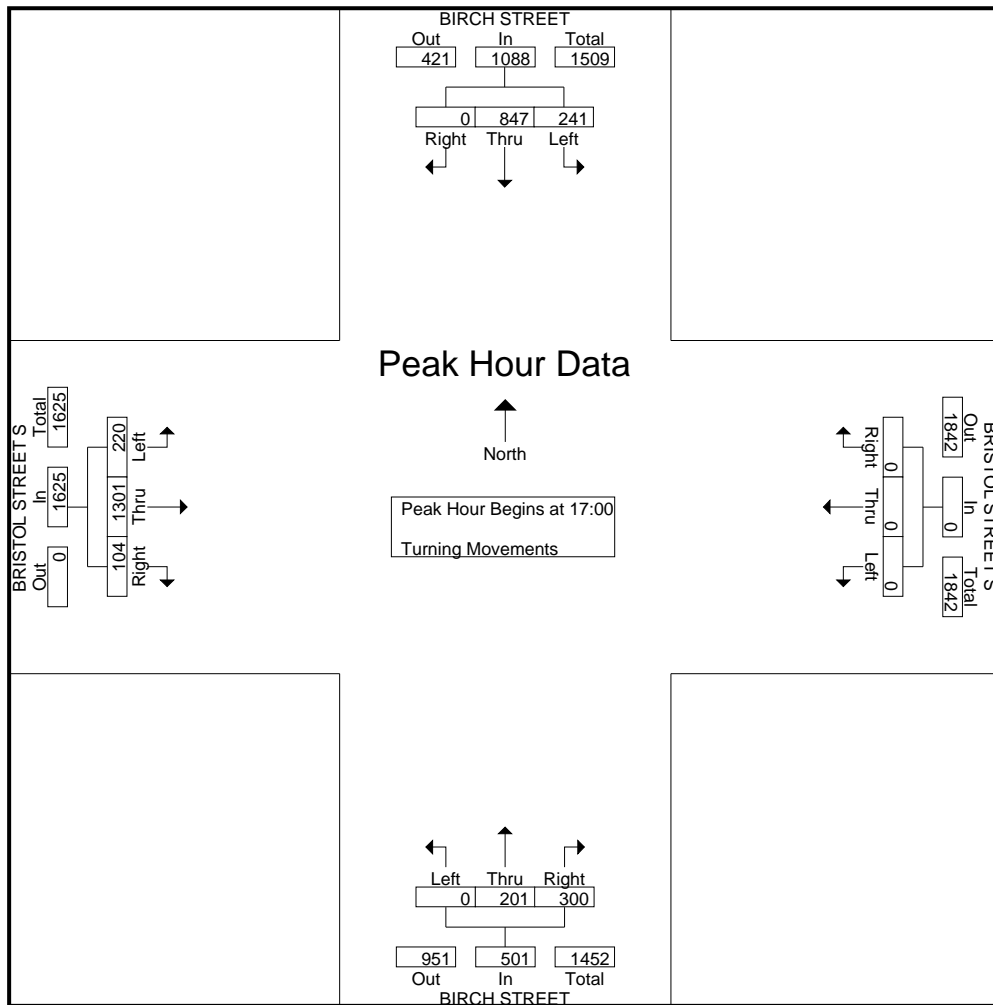 BIRCH STREET
Out In Total
421 1088 1509
0 847 241
Right Thru Left
Peak Hour Data
North
Peak Hour Begins at 17:00
Turning Movements
BRISTOL STREET S
Out In Total
0 1625 1625
104 1301 220
Right Thru Left
BRISTOL STREET S
Out In Total
1842 0 1842
0 0 0
Right Thru Left
Left Thru Right
0 201 300
951 501 1452
Out In Total
BIRCH STREET